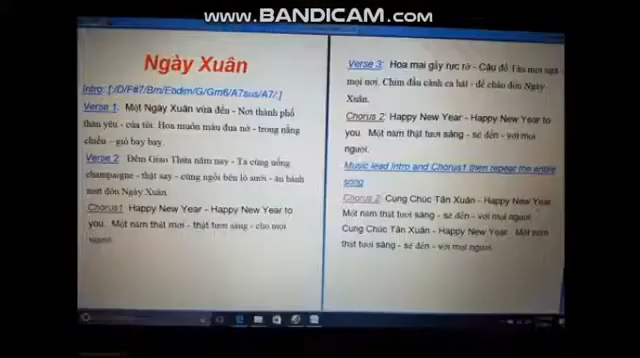 WWW.BANDICAM.COM
Ngày Xuân
Intro: [:/D/F#7/Bm/Ebdim/G/Gm6/A7sus/A7/:]
Verse 1: Một Ngày Xuân vừa đến - Nơi thành phố
thân yêu - của tôi. Hoa muôn màu đua nở - trong nắng
chiều - gió bay bay.
Verse 2: Đêm Giao Thừa năm nay - Ta cùng uống
champagne - thật say - cùng ngồi bên lò sưởi - ăn bánh
mứt đón Ngày Xuân.
Chorus1: Happy New Year - Happy New Year to
you. Một năm thật mới - thật tươi sáng - cho mọi
người.
Verse 3: Hoa mai gầy rực rỡ - Câu đố Tân mọi
mọi nơi. Chim đầu cành ca hát - để chào đón Ngày
Xuân.
Chorus 2: Happy New Year - Happy New Year to
you. Một năm thật tươi sáng - sẽ đến - với mọi
người.
Music lead Intro and Chorus1 then repeat the entire
song
Chorus 2: Cung Chúc Tân Xuân - Happy New Year.
Một năm thật tươi sáng - sẽ đến - với mọi người
Cung Chúc Tân Xuân - Happy New Year. Một năm
thật tươi sáng - sẽ đến - với mọi người.